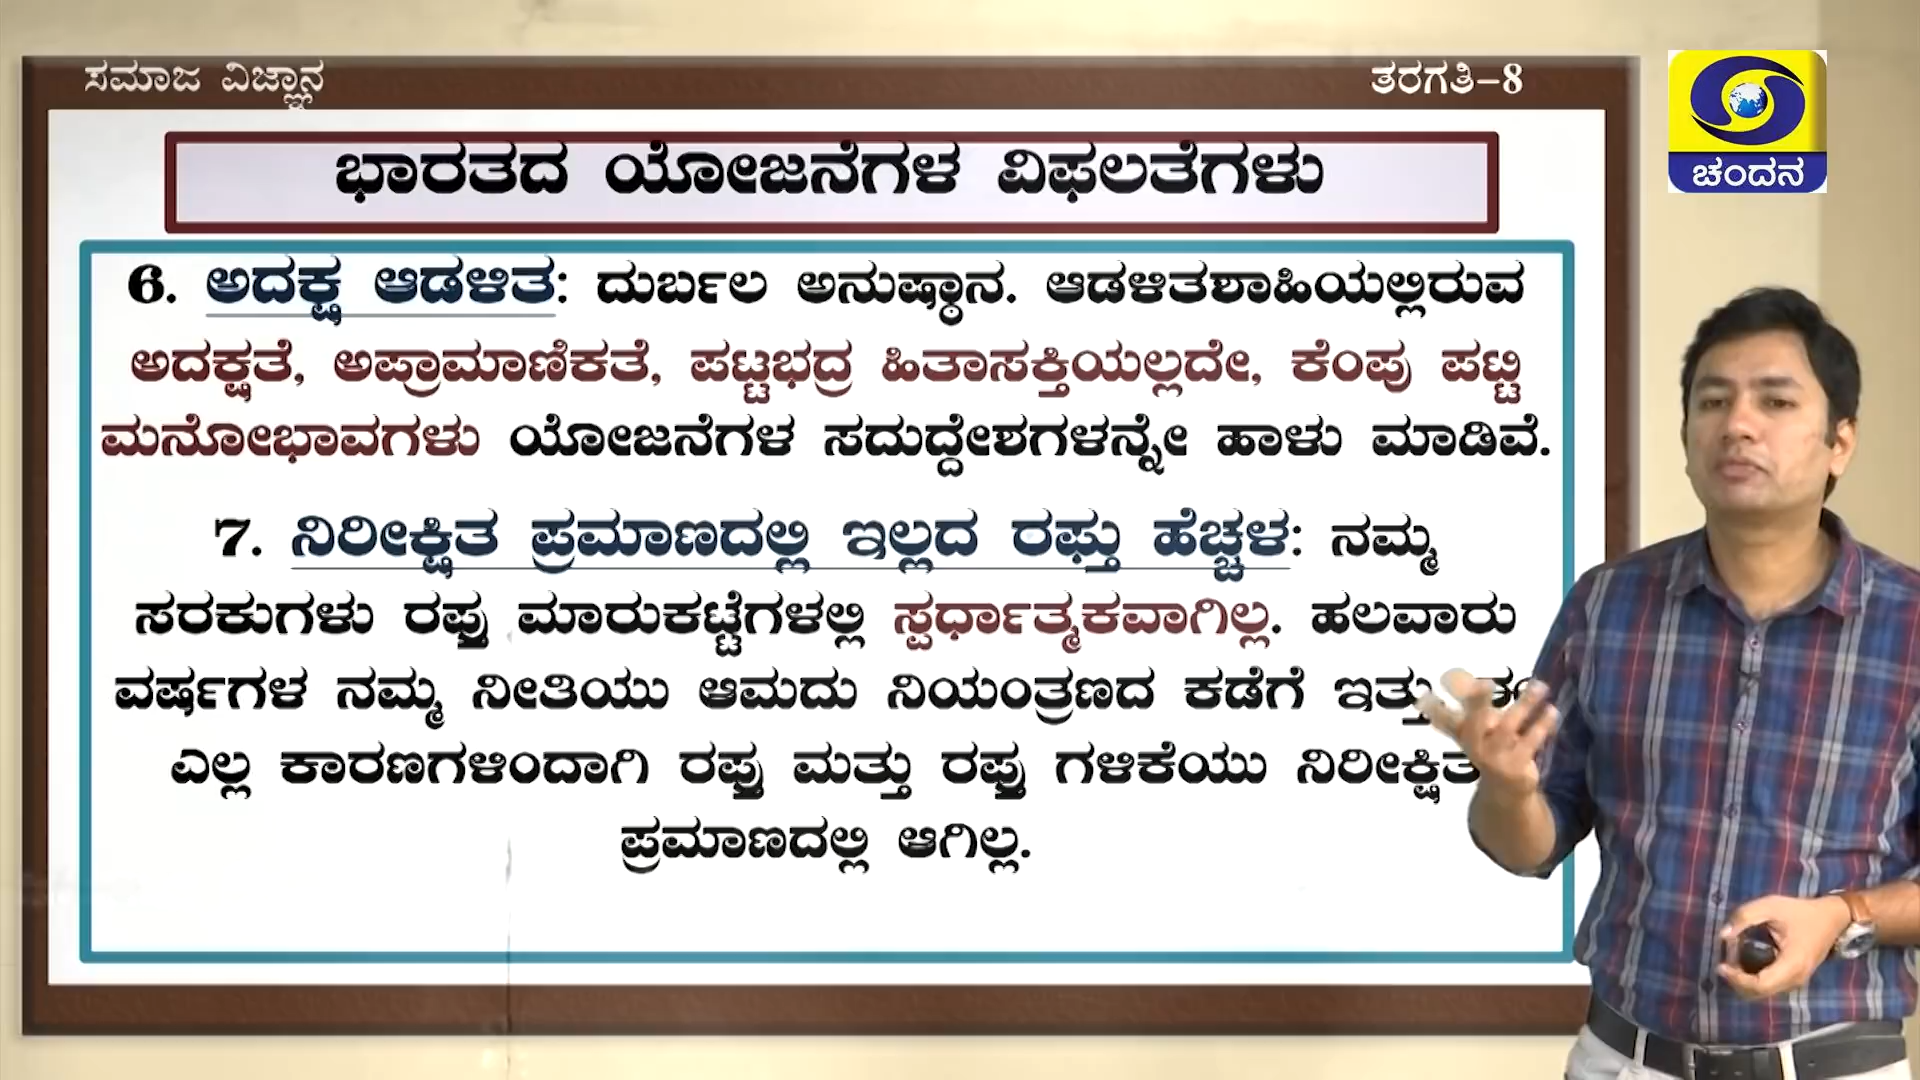 ಸಮಾಜ ವಿಜ್ಞಾನ
ತರಗತಿ-8
ಚಂದನ
ಭಾರತದ ಯೋಜನೆಗಳ ವಿಫಲತೆಗಳು
6. ಅದಕ್ಷ ಆಡಳಿತ: ದುರ್ಬಲ ಅನುಷ್ಠಾನ. ಆಡಳಿತಶಾಹಿಯಲ್ಲಿರುವ
ಅದಕ್ಷತೆ, ಅಪ್ರಾಮಾಣಿಕತೆ, ಪಟ್ಟಭದ್ರ ಹಿತಾಸಕ್ತಿಯಲ್ಲದೇ, ಕೆಂಪು ಪಟ್ಟಿ
ಮನೋಭಾವಗಳು ಯೋಜನೆಗಳ ಸದುದ್ದೇಶಗಳನ್ನೇ ಹಾಳು ಮಾಡಿವೆ.
7. ನಿರೀಕ್ಷಿತ ಪ್ರಮಾಣದಲ್ಲಿ ಇಲ್ಲದ ರಫ್ತು ಹೆಚ್ಚಳ: ನಮ್ಮ
ಸರಕುಗಳು ರಫ್ತು ಮಾರುಕಟ್ಟೆಗಳಲ್ಲಿ ಸ್ಪರ್ಧಾತ್ಮಕವಾಗಿಲ್ಲ. ಹಲವಾರು
ವರ್ಷಗಳ ನಮ್ಮ ನೀತಿಯು ಆಮದು ನಿಯಂತ್ರಣದ ಕಡೆಗೆ ಇತ್ತು
ಎಲ್ಲ ಕಾರಣಗಳಿಂದಾಗಿ ರಫ್ತು ಮತ್ತು ರಫ್ತು ಗಳಿಕೆಯು ನಿರೀಕ್ಷಿತ
ಪ್ರಮಾಣದಲ್ಲಿ ಆಗಿಲ್ಲ.